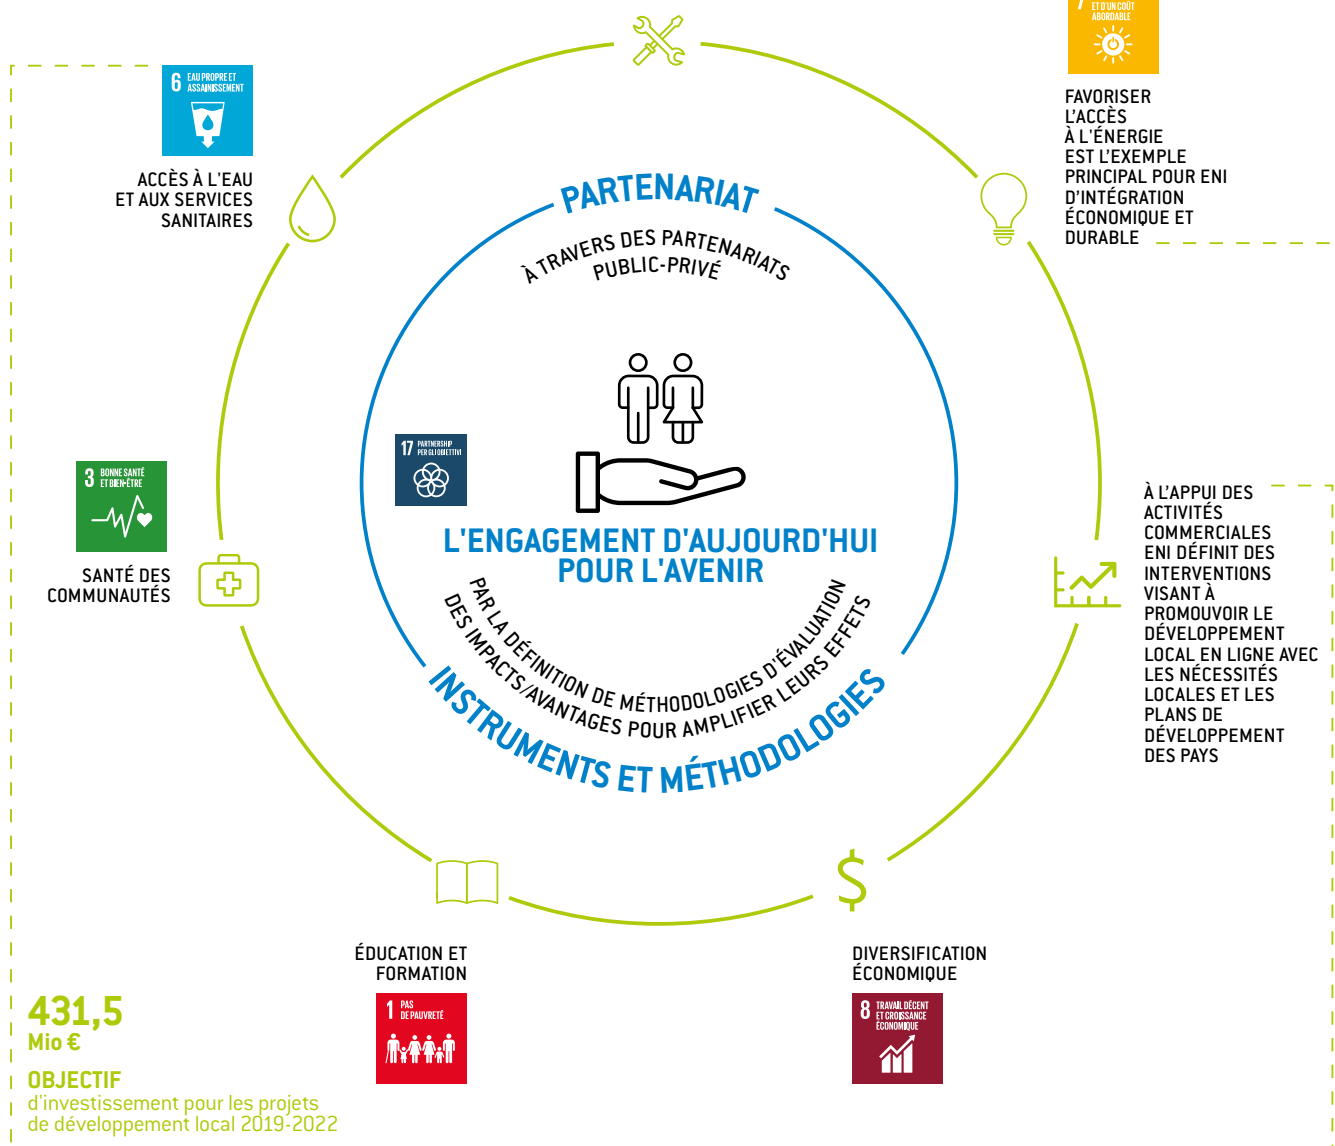 7
ET D'UN COÛT
ABORDABLE
6 EAU PROPRE ET
ASSAINISSEMENT
ACCÈS À L'EAU
ET AUX SERVICES
SANITAIRES
FAVORISER
L'ACCÈS
À L'ÉNERGIE
EST L'EXEMPLE
PRINCIPAL POUR ENI
D'INTÉGRATION
ÉCONOMIQUE ET
DURABLE
PARTENARIAT
À TRAVERS DES PARTENARIATS
PUBLIC-PRIVÉ
17 PARTNERSHIP
PER GLI OBIETTIVI
3 BONNE SANTÉ
ET BIEN-ÊTRE
SANTÉ DES
COMMUNAUTÉS
L'ENGAGEMENT D'AUJOURD'HUI
POUR L'AVENIR
PAR LA DÉFINITION DE MÉTHODOLOGIES D'ÉVALUATION
DES IMPACTS/AVANTAGES POUR AMPLIFIER LEURS EFFETS
INSTRUMENTS ET MÉTHODOLOGIES
À L'APPUI DES
ACTIVITÉS
COMMERCIALES
ENI DÉFINIT DES
INTERVENTIONS
VISANT À
PROMOUVOIR LE
DÉVELOPPEMENT
LOCAL EN LIGNE AVEC
LES NÉCESSITÉS
LOCALES ET LES
PLANS DE
DÉVELOPPEMENT
DES PAYS
$
ÉDUCATION ET
FORMATION
1 PAS
DE PAUVRETÉ
DIVERSIFICATION
ÉCONOMIQUE
8 TRAVAIL DÉCENT
ET CROISSANCE
ÉCONOMIQUE
431,5
Mio €
OBJECTIF
d'investissement pour les projets
de développement local 2019-2022